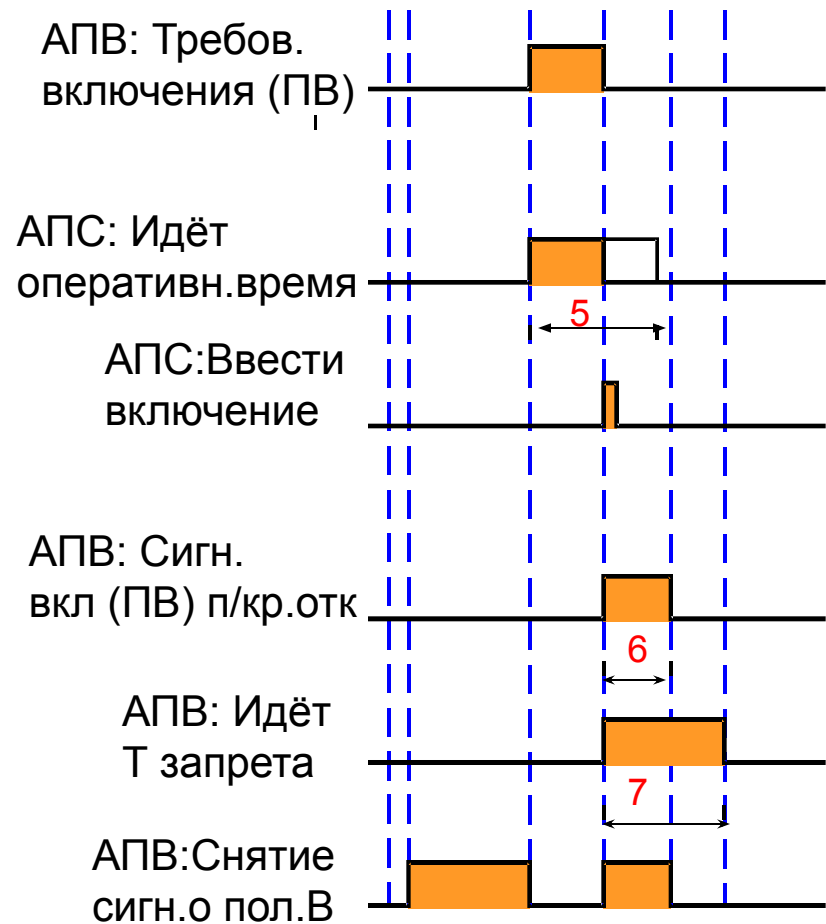 АПВ: Требов.
включения (ПВ)
АПС: Идёт
оперативн.время
5
АПС:Ввести
включение
АПВ: Сигн.
вкл (ПВ) п/кр.отк
6
АПВ: Идёт
Т запрета
7
АПВ:Снятие
сигн.о пол.В